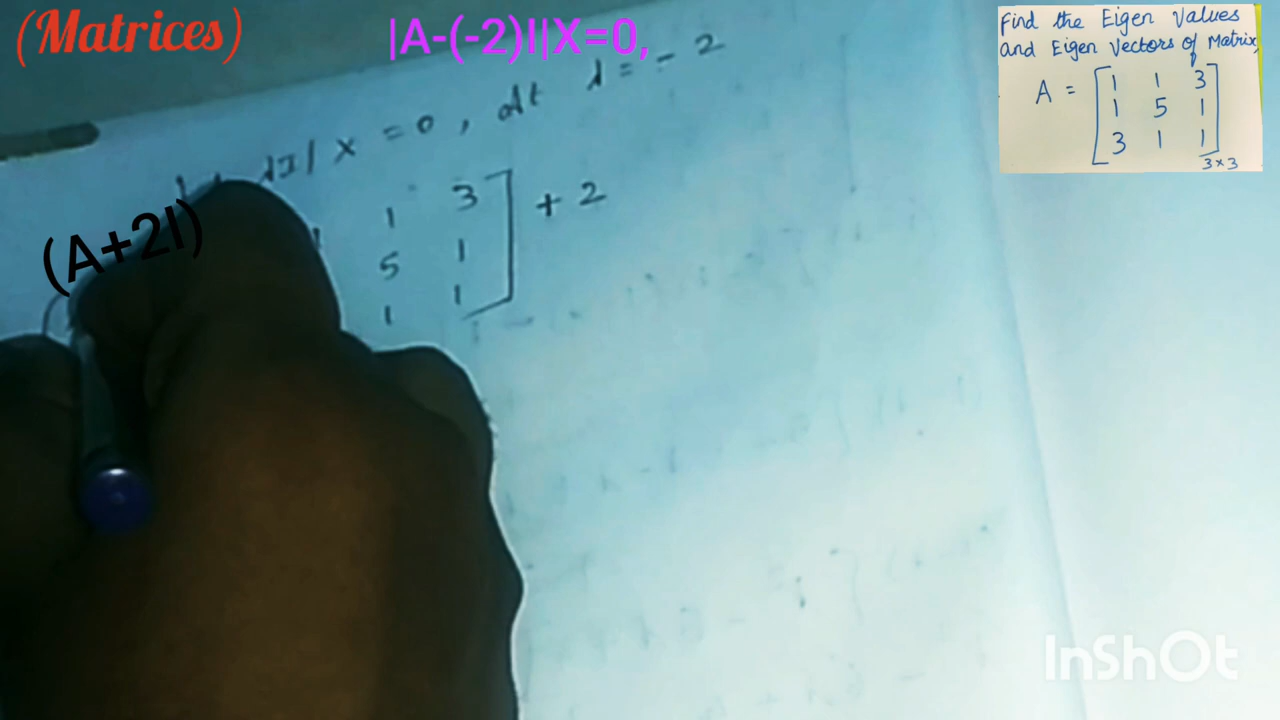 (Matrices)
|A-(-2)I|X=0,
Find the Eigen Values
and Eigen Vectors of Matrix,
A = [1 1 3
1 5 1
3 1 1] 3×3
λI| X = 0, at λ = - 2
(A+2I)
1 3 ] + 2
5 1
1 1
InShOt